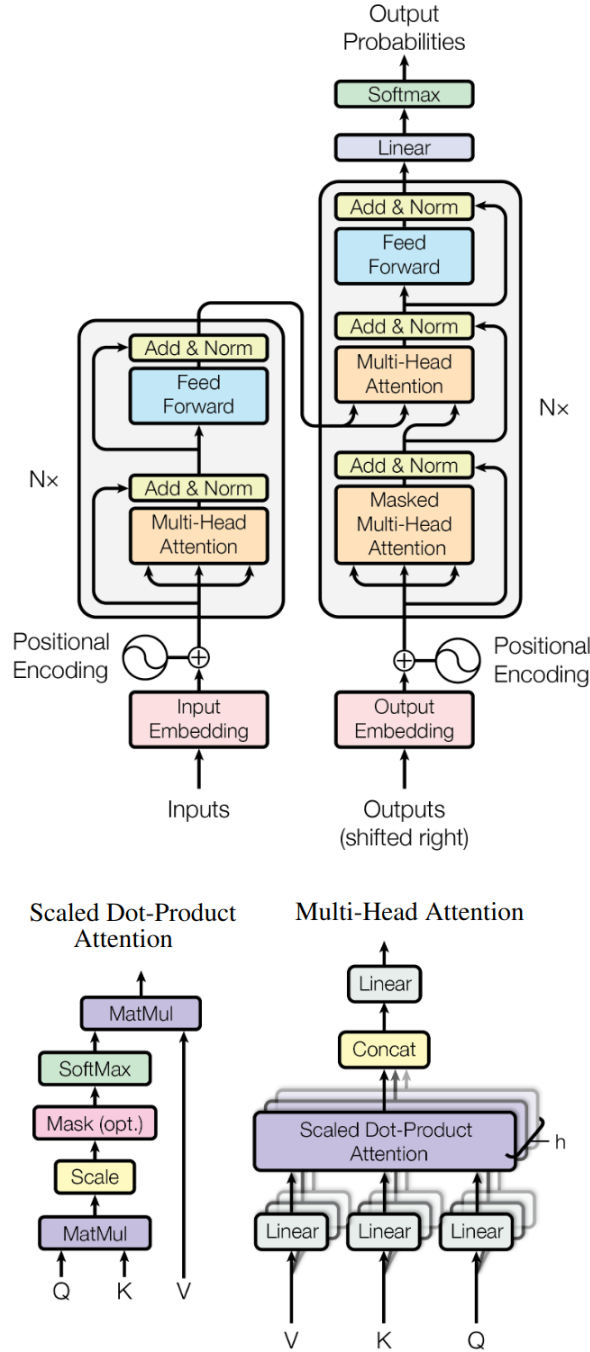 Output
Probabilities
Softmax
Linear
Add & Norm
Feed
Forward
Add & Norm
Multi-Head
Attention
N×
Add & Norm
Masked
Multi-Head
Attention
Add & Norm
Feed
Forward
N×
Add & Norm
Multi-Head
Attention
Positional
Encoding
Positional
Encoding
Input
Embedding
Output
Embedding
Inputs
Outputs
(shifted right)
Scaled Dot-Product
Attention
MatMul
SoftMax
Mask (opt.)
Scale
MatMul
Q K V
Multi-Head Attention
Linear
Concat
Scaled Dot-Product
Attention
h
Linear Linear Linear
V K Q